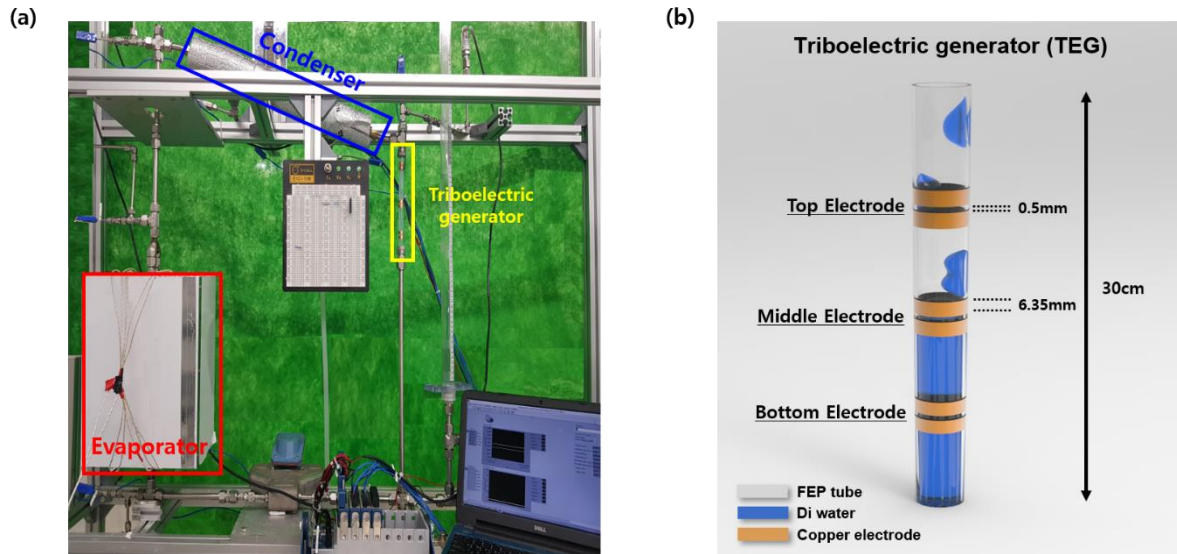 (a)
Condenser
Triboelectric
generator
Evaporator
DELL
(b)
Triboelectric generator (TEG)
Top Electrode
0.5mm
6.35mm
30cm
Middle Electrode
Bottom Electrode
FEP tube
Di water
Copper electrode